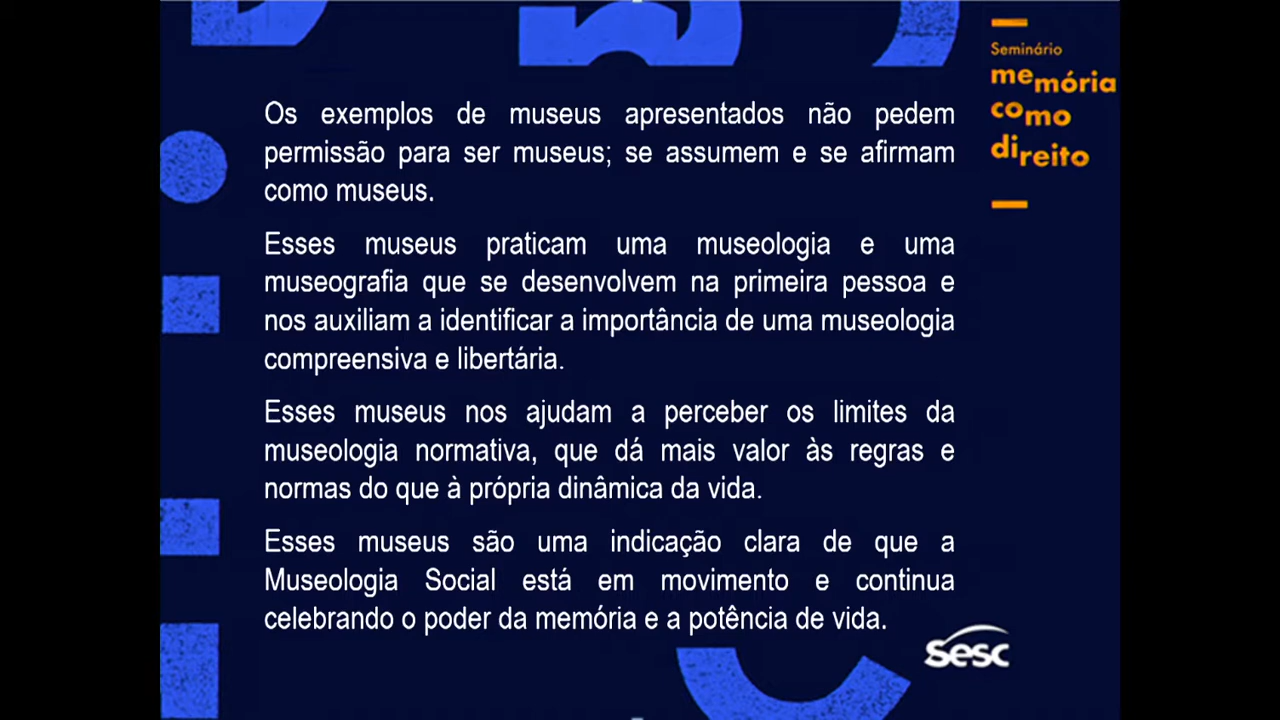 Seminário
memória
como
direito
Os exemplos de museus apresentados não pedem
permissão para ser museus; se assumem e se afirmam
como museus.
Esses museus praticam uma museologia e uma
museografia que se desenvolvem na primeira pessoa e
nos auxiliam a identificar a importância de uma museologia
compreensiva e libertária.
Esses museus nos ajudam a perceber os limites da
museologia normativa, que dá mais valor às regras e
normas do que à própria dinâmica da vida.
Esses museus são uma indicação clara de que a
Museologia Social está em movimento e continua
celebrando o poder da memória e a potência de vida.
Sesc